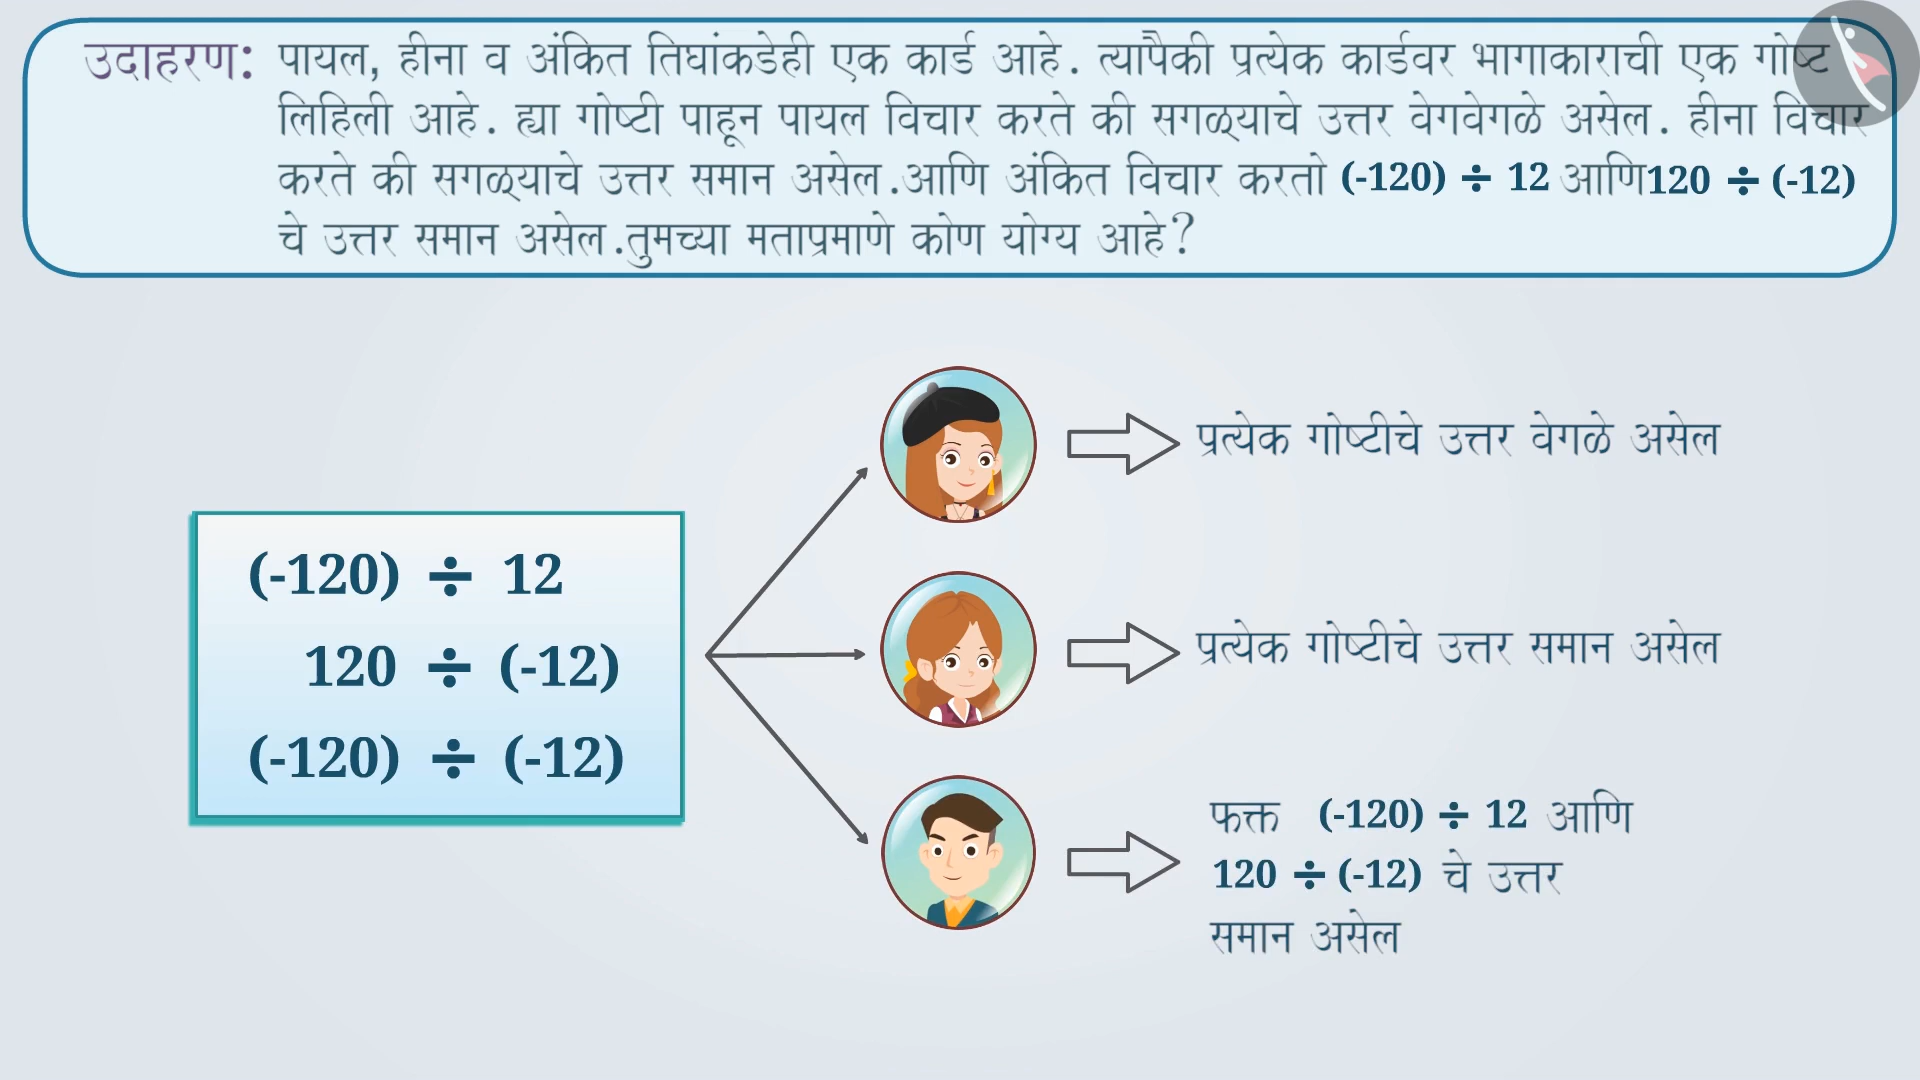 उदाहरण: पायल, हीना व अंकित तिघांकडेही एक कार्ड आहे. त्यापैकी प्रत्येक कार्डवर भागाकाराची एक गोष्ट
लिहिली आहे. ह्या गोष्टी पाहून पायल विचार करते की सगळ्याचे उत्तर वेगवेगळे असेल. हीना विचार
करते की सगळ्याचे उत्तर समान असेल.आणि अंकित विचार करतो (-120) ÷ 12 आणि 120 ÷ (-12)
चे उत्तर समान असेल.तुमच्या मताप्रमाणे कोण योग्य आहे?
प्रत्येक गोष्टीचे उत्तर वेगळे असेल
(-120) ÷ 12
120 ÷ (-12)
(-120) ÷ (-12)
प्रत्येक गोष्टीचे उत्तर समान असेल
फक्त (-120) ÷ 12 आणि
120 ÷ (-12) चे उत्तर
समान असेल